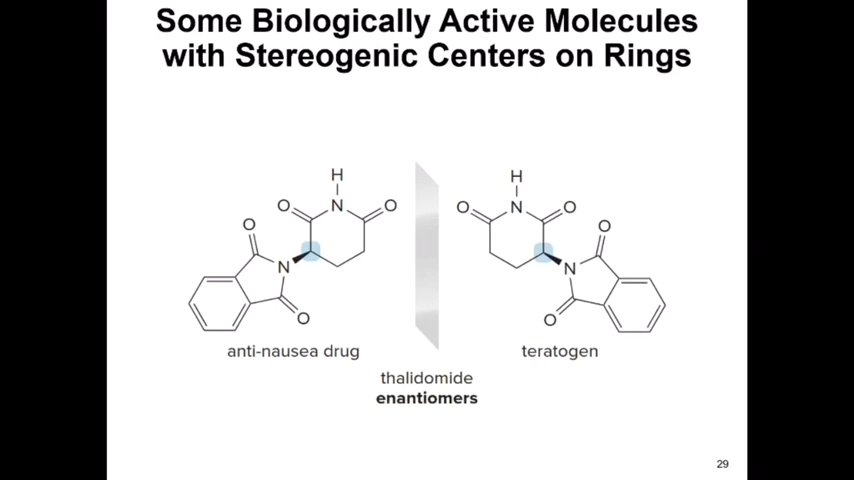 Some Biologically Active Molecules
with Stereogenic Centers on Rings
H
O N O
O
N
O
H
O N O
O
N
O
anti-nausea drug
teratogen
thalidomide
enantiomers
29